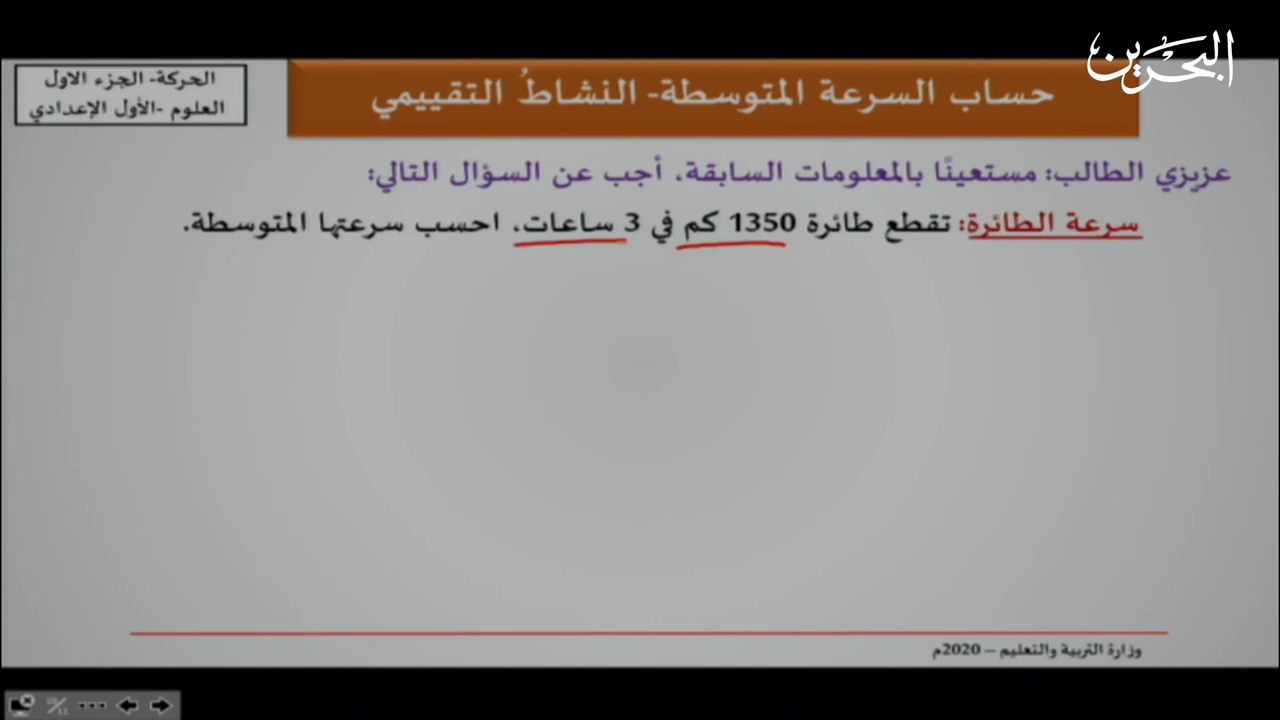 البحرين
حساب السرعة المتوسطة- النشاطُ التقييمي
الحركة- الجزء الاول
العلوم -الأول الإعدادي
عزيزي الطالب: مستعينًا بالمعلومات السابقة، أجب عن السؤال التالي:
سرعة الطائرة: تقطع طائرة 1350 كم في 3 ساعات، احسب سرعتها المتوسطة.
وزارة التربية والتعليم – 2020م